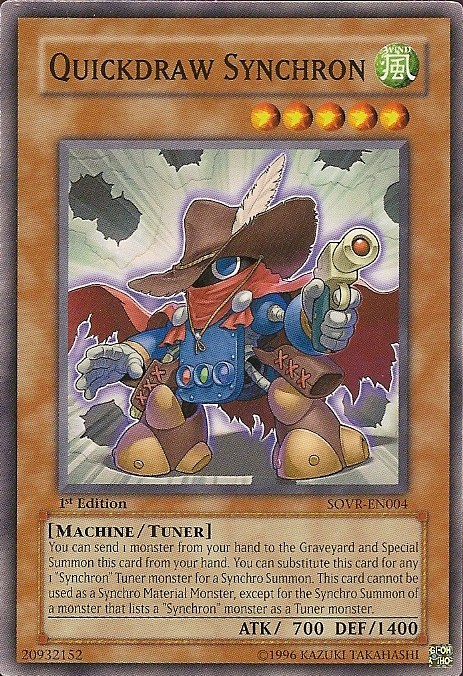 QUICKDRAW SYNCHRON
WIND
風
1st Edition
SOVR-EN004
[MACHINE/TUNER]
You can send 1 monster from your hand to the Graveyard and Special
Summon this card from your hand. You can substitute this card for any
1 "Synchron" Tuner monster for a Synchro Summon. This card cannot
be used as a Synchro Material Monster, except for the Synchro Summon of
a monster that lists a "Synchron" monster as a Tuner monster.
ATK/ 700 DEF/1400
20932152
©1996 KAZUKI TAKAHASHI